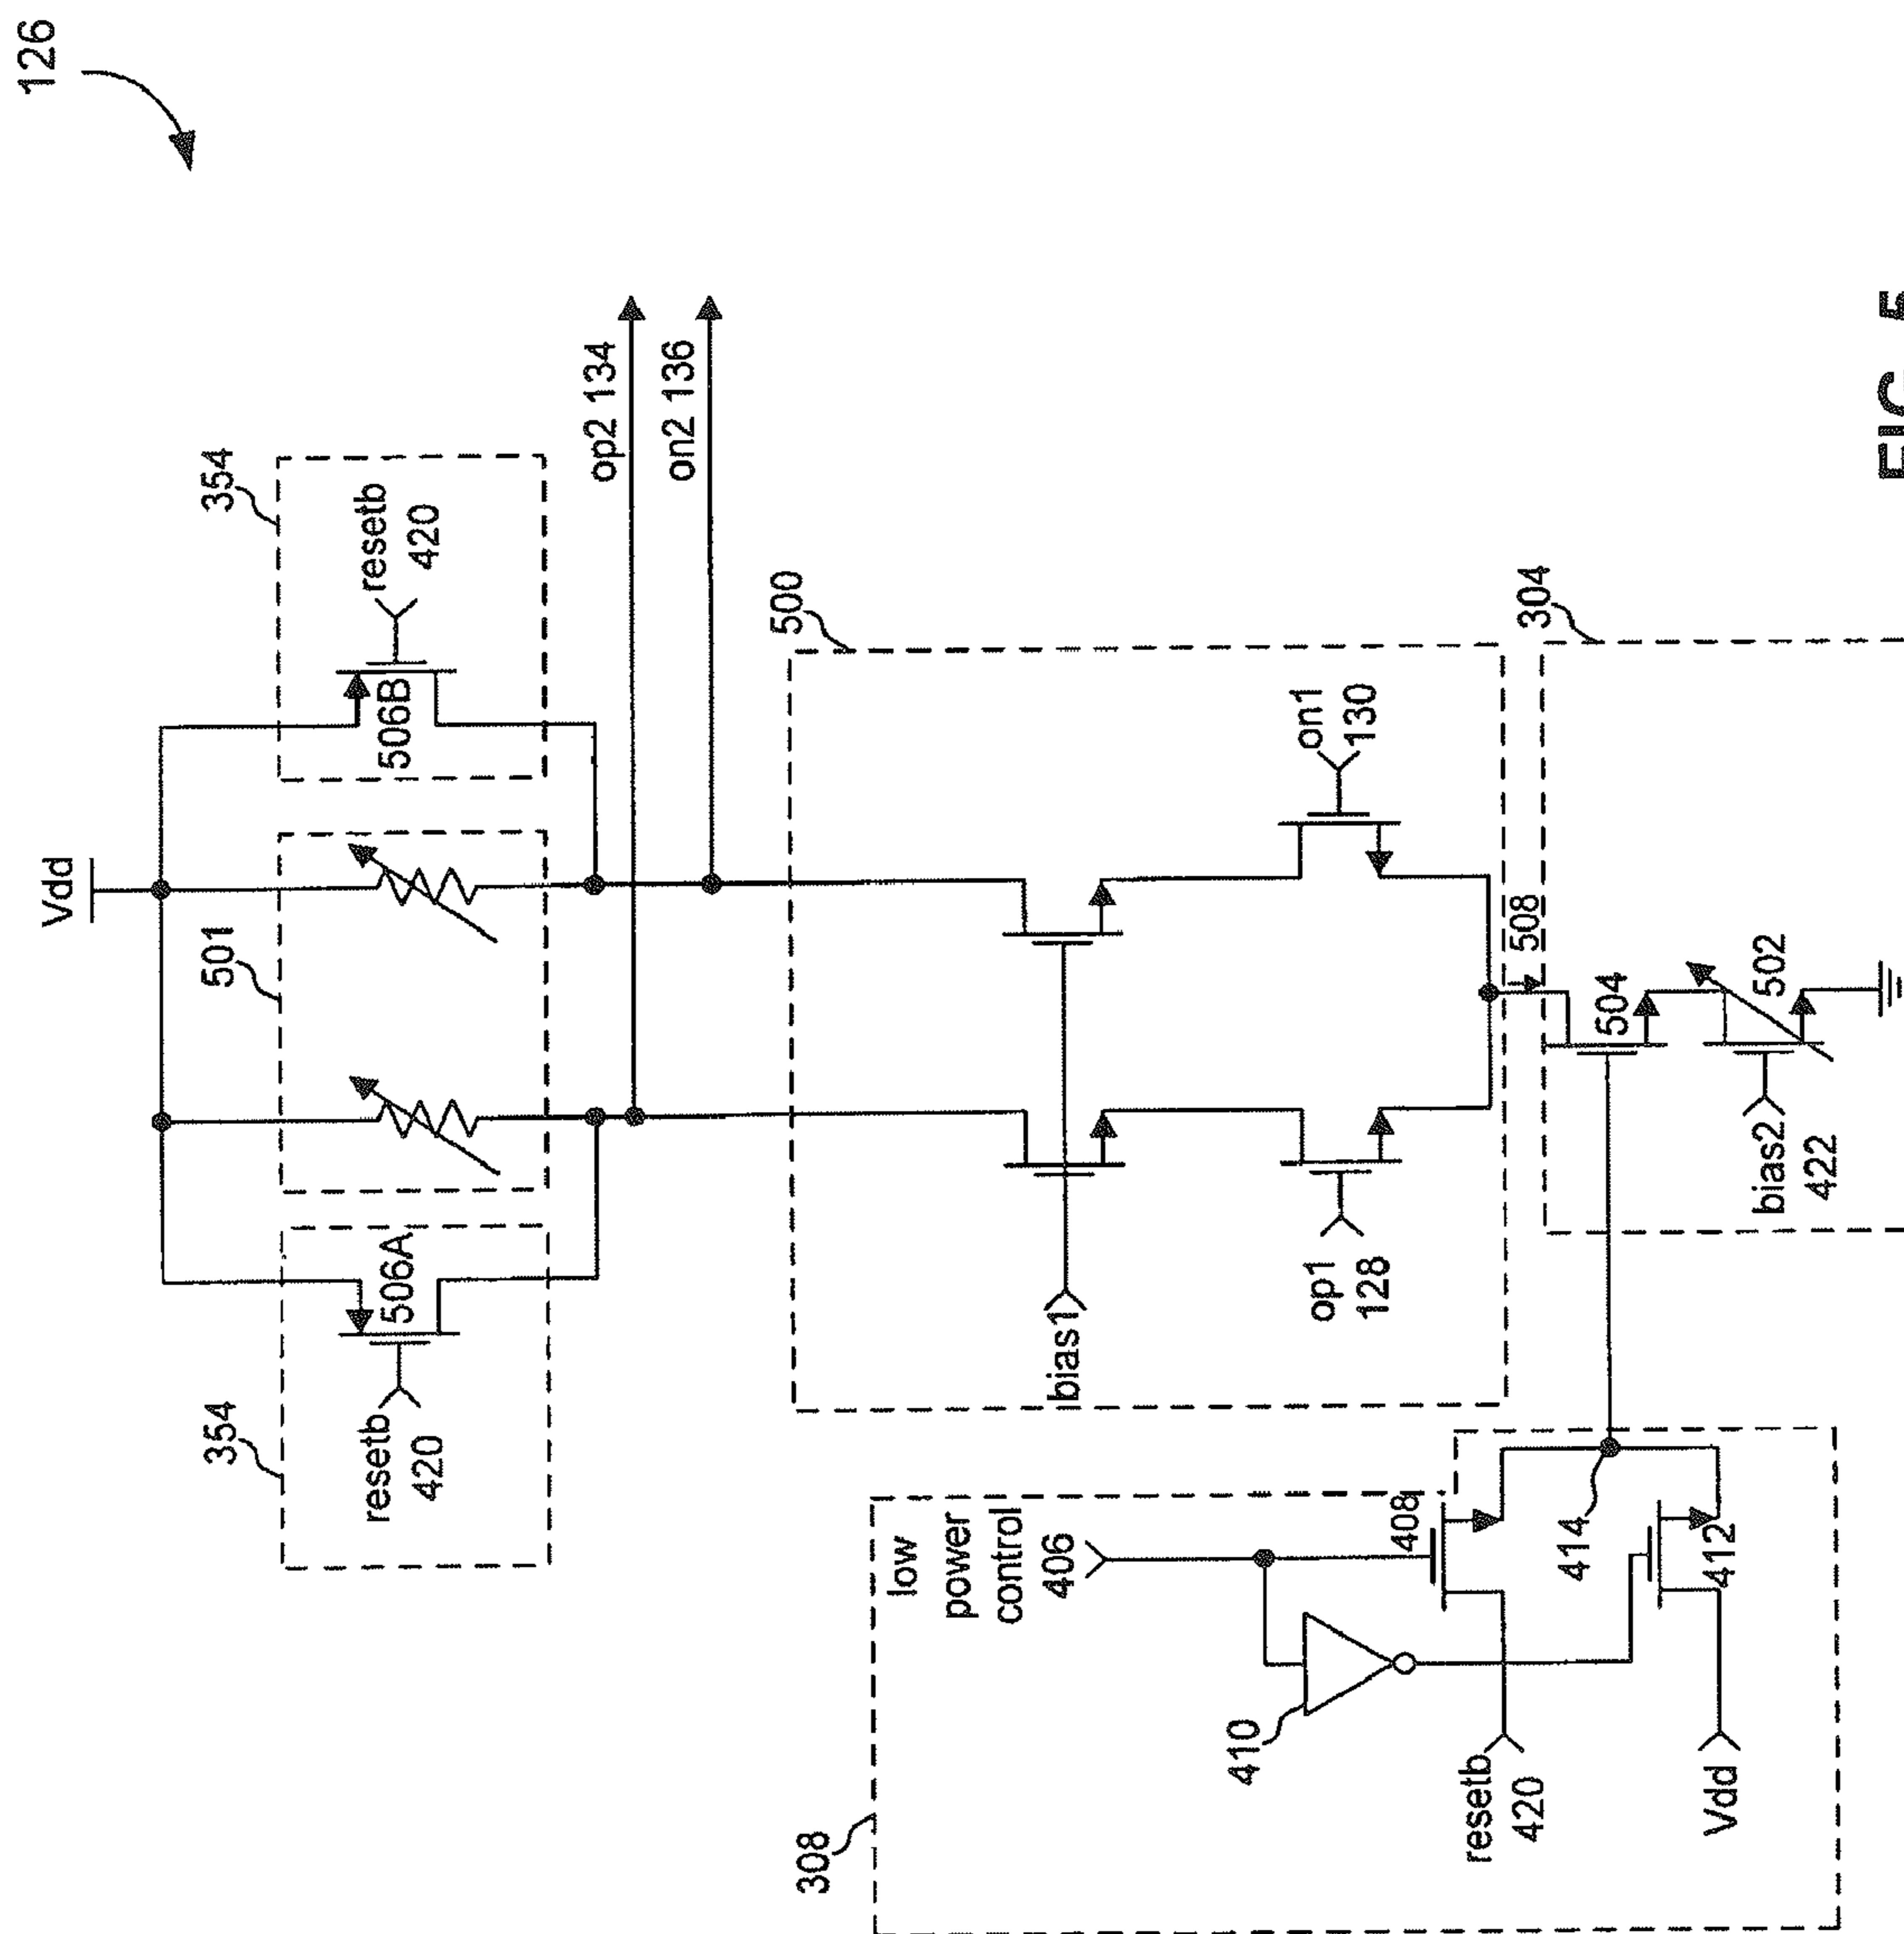 126
Vdd
354
501
354
resetb
420
506A
506B
resetb
420
op2 134
on2 136
500
bias1
op1
128
on1
130
508
304
308
low
power
control
406
408
410
414
412
resetb
420
Vdd
504
502
bias2
422
FIG. 5